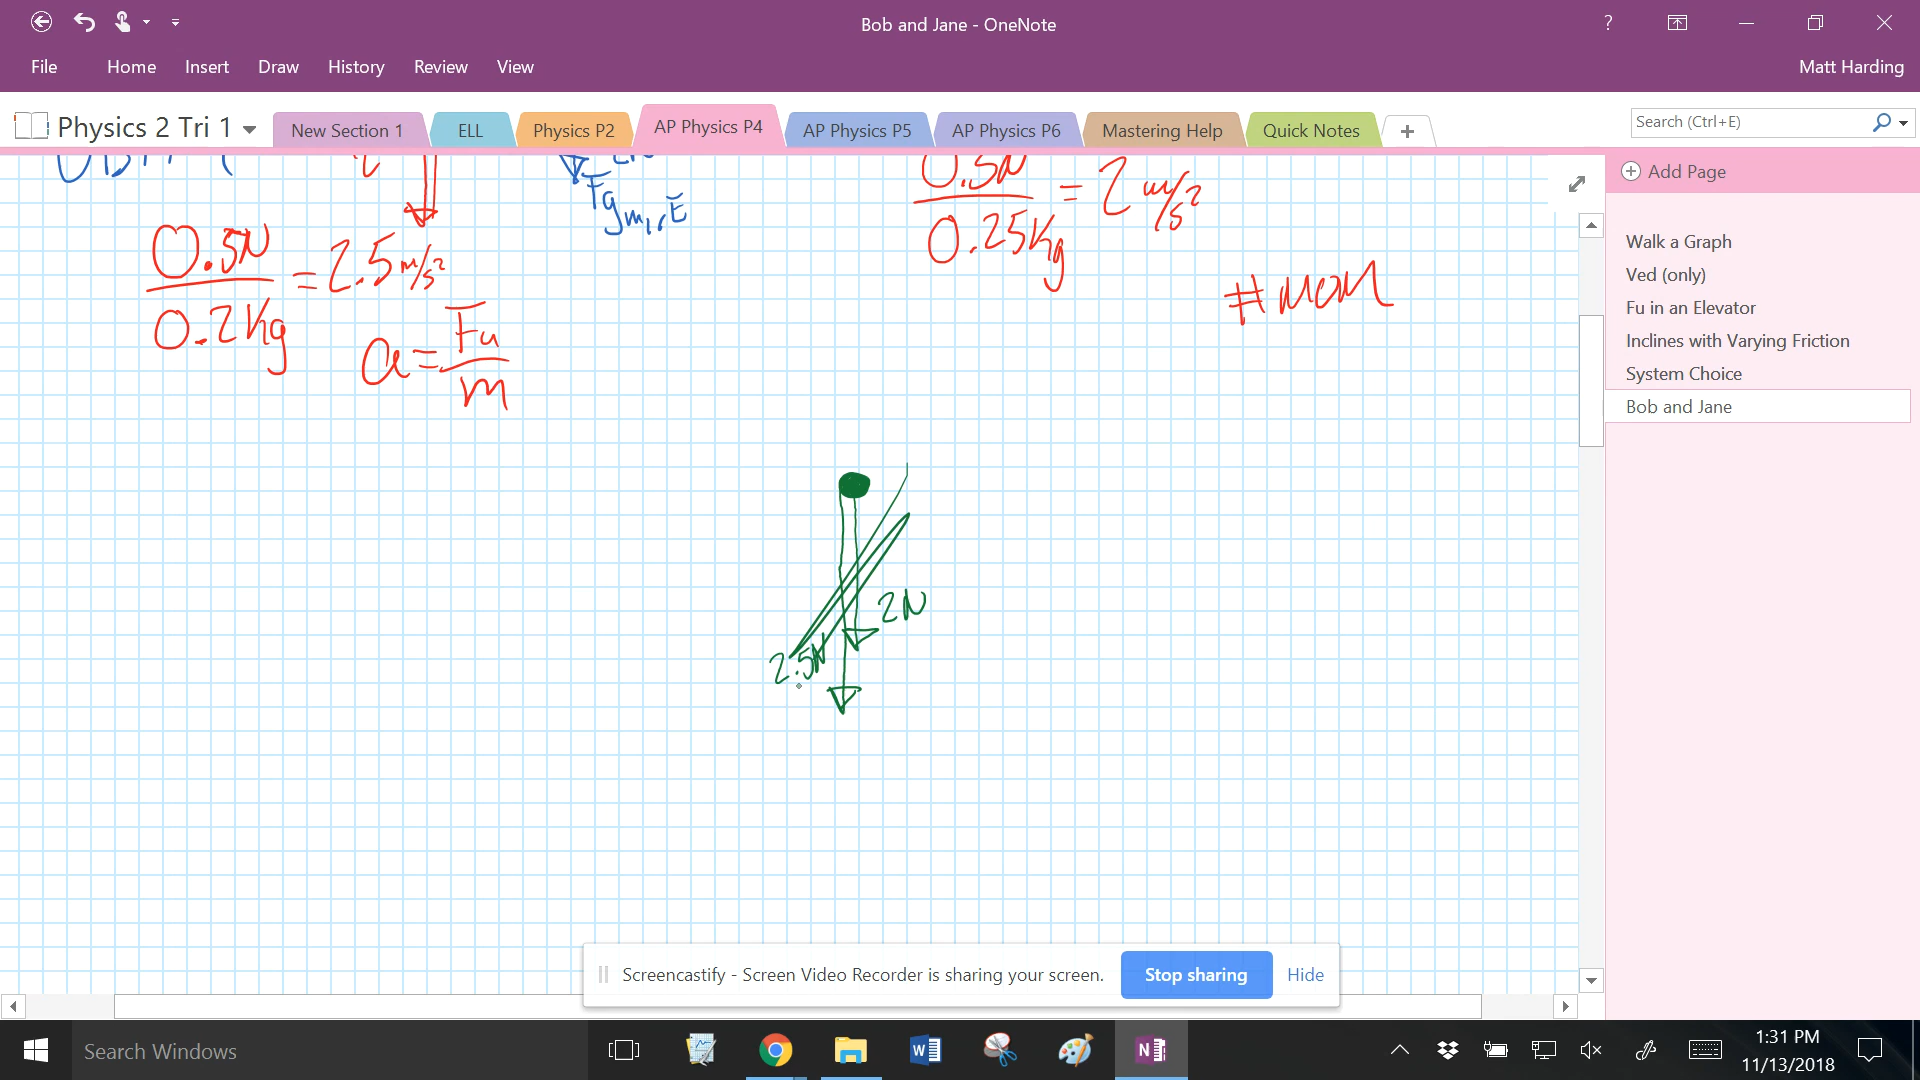 Bob and Jane - OneNote
?
File Home Insert Draw History Review View
Matt Harding
Physics 2 Tri 1
New Section 1
ELL
Physics P2
AP Physics P4
AP Physics P5
AP Physics P6
Mastering Help
Quick Notes
+
Search (Ctrl+E)
Add Page
Walk a Graph
Ved (only)
Fu in an Elevator
Inclines with Varying Friction
System Choice
Bob and Jane
Fg m1,E
0.5N
0.2Kg
= 2.5 m/s²
a = Fu
m
0.5N
0.25Kg
= 2 m/s²
#MOM
2N
2.5N
Screencastify - Screen Video Recorder is sharing your screen.
Stop sharing
Hide
Search Windows
1:31 PM
11/13/2018